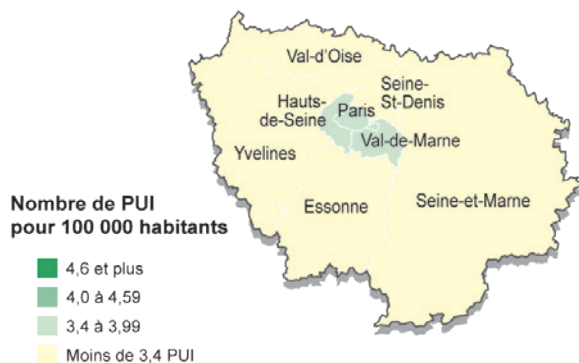 Val-d'Oise
Seine-
St-Denis
Hauts-
de-Seine
Paris
Val-de-Marne
Yvelines
Essonne
Seine-et-Marne
Nombre de PUI
pour 100 000 habitants
4,6 et plus
4,0 à 4,59
3,4 à 3,99
Moins de 3,4 PUI